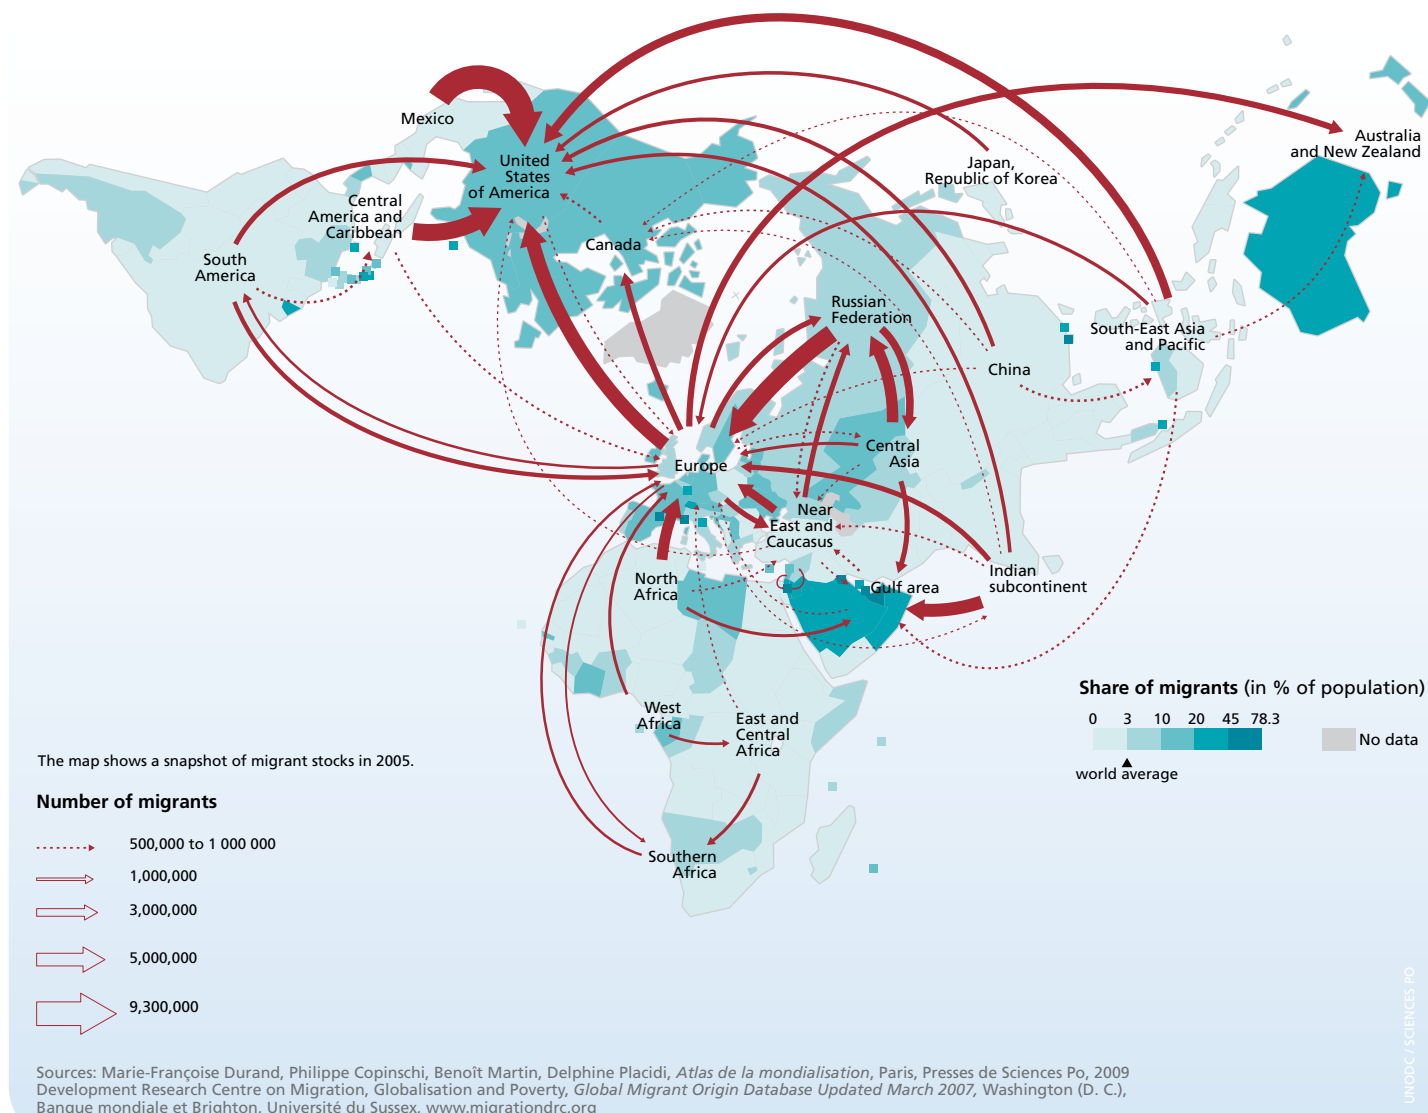 Mexico
United
States
of America
Central
America and
Caribbean
South
America
Canada
Japan,
Republic of Korea
Australia
and New Zealand
Russian
Federation
South-East Asia
and Pacific
China
Europe
Central
Asia
Near
East and
Caucasus
North
Africa
Gulf area
Indian
subcontinent
West
Africa
East and
Central
Africa
Southern
Africa
Share of migrants (in % of population)
0 3 10 20 45 78.3
No data
world average
The map shows a snapshot of migrant stocks in 2005.
Number of migrants
500,000 to 1 000 000
1,000,000
3,000,000
5,000,000
9,300,000
UNODC / SCIENCES PO
Sources: Marie-Françoise Durand, Philippe Copinschi, Benoît Martin, Delphine Placidi, Atlas de la mondialisation, Paris, Presses de Sciences Po, 2009
Development Research Centre on Migration, Globalisation and Poverty, Global Migrant Origin Database Updated March 2007, Washington (D. C.),
Banque mondiale et Brighton, Université du Sussex, www.migrationdrc.org